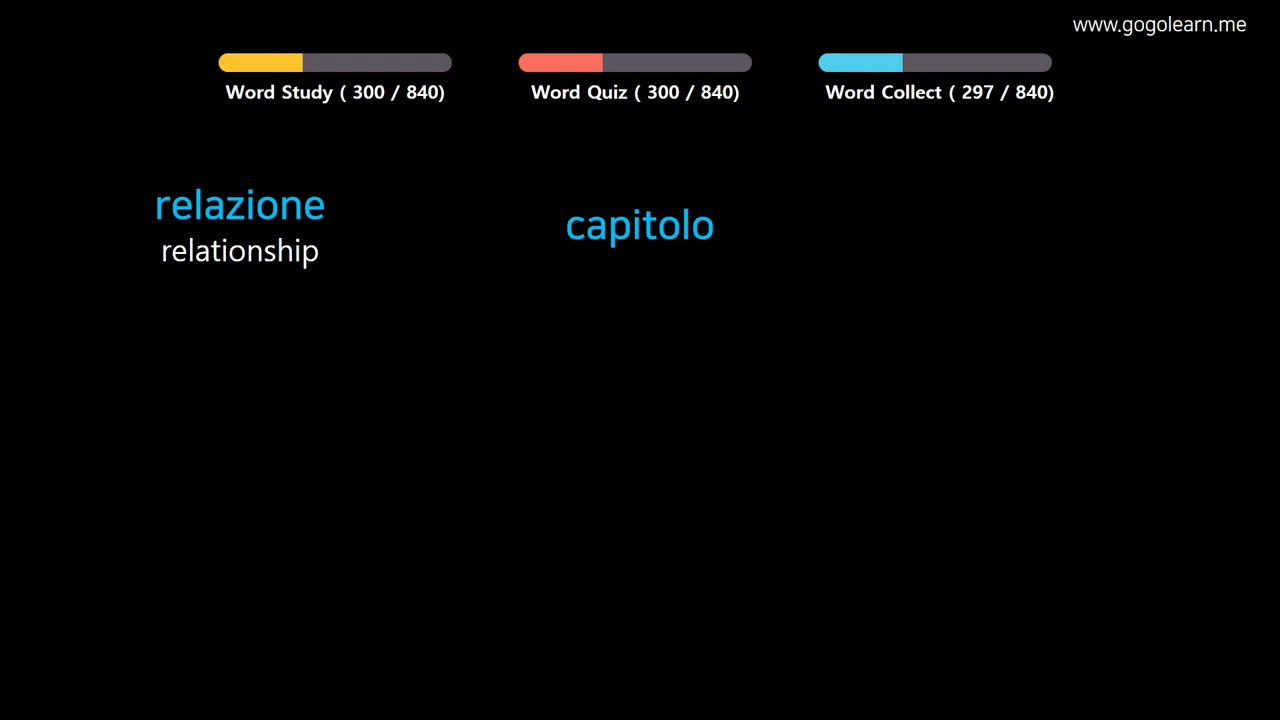 www.gogolearn.me
Word Study ( 300 / 840)
Word Quiz ( 300 / 840)
Word Collect ( 297 / 840)
relazione
relationship
capitolo